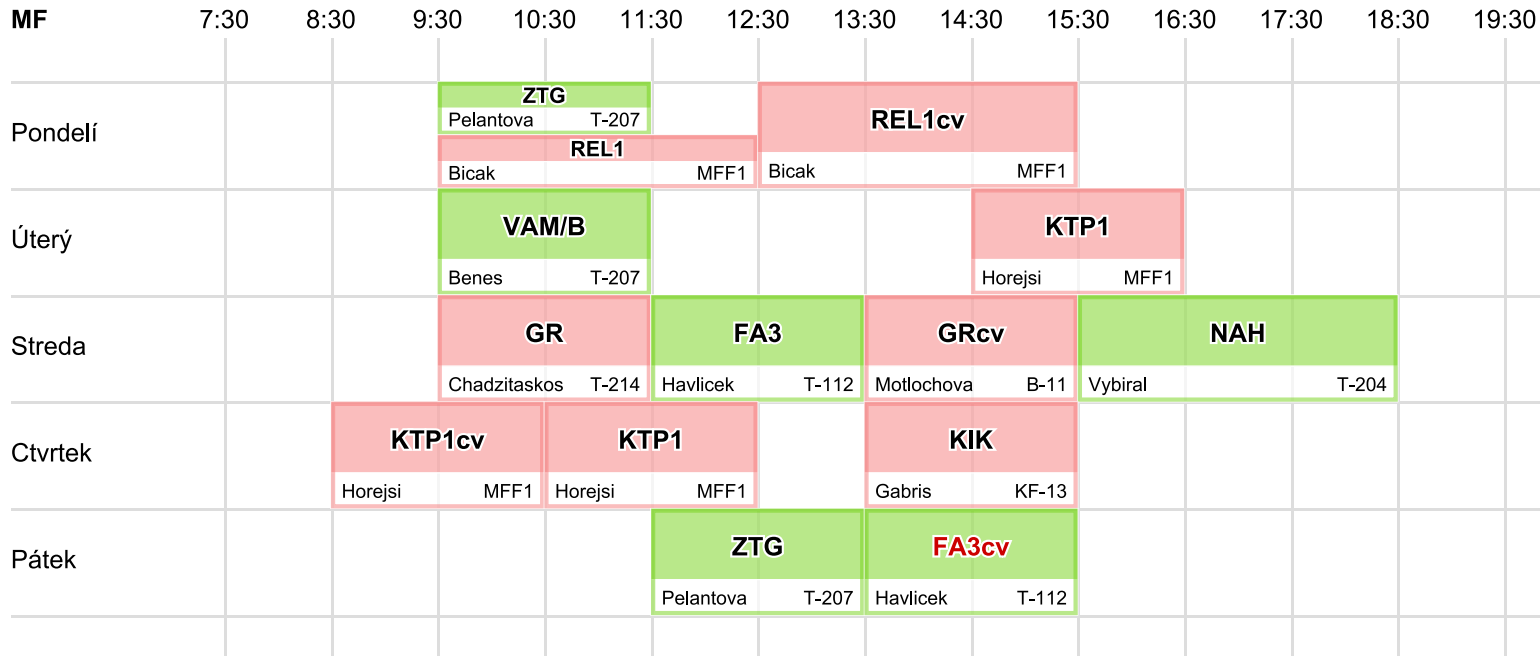 MF 7:30 8:30 9:30 10:30 11:30 12:30 13:30 14:30 15:30 16:30 17:30 18:30 19:30
Pondelí
ZTG
Pelantova T-207
REL1
Bicak MFF1
REL1cv
Bicak MFF1
Úterý
VAM/B
Benes T-207
KTP1
Horejsi MFF1
Streda
GR
Chadzitaskos T-214
FA3
Havlicek T-112
GRcv
Motlochova B-11
NAH
Vybiral T-204
Ctvrtek
KTP1cv
Horejsi MFF1
KTP1
Horejsi MFF1
KIK
Gabris KF-13
Pátek
ZTG
Pelantova T-207
FA3cv
Havlicek T-112